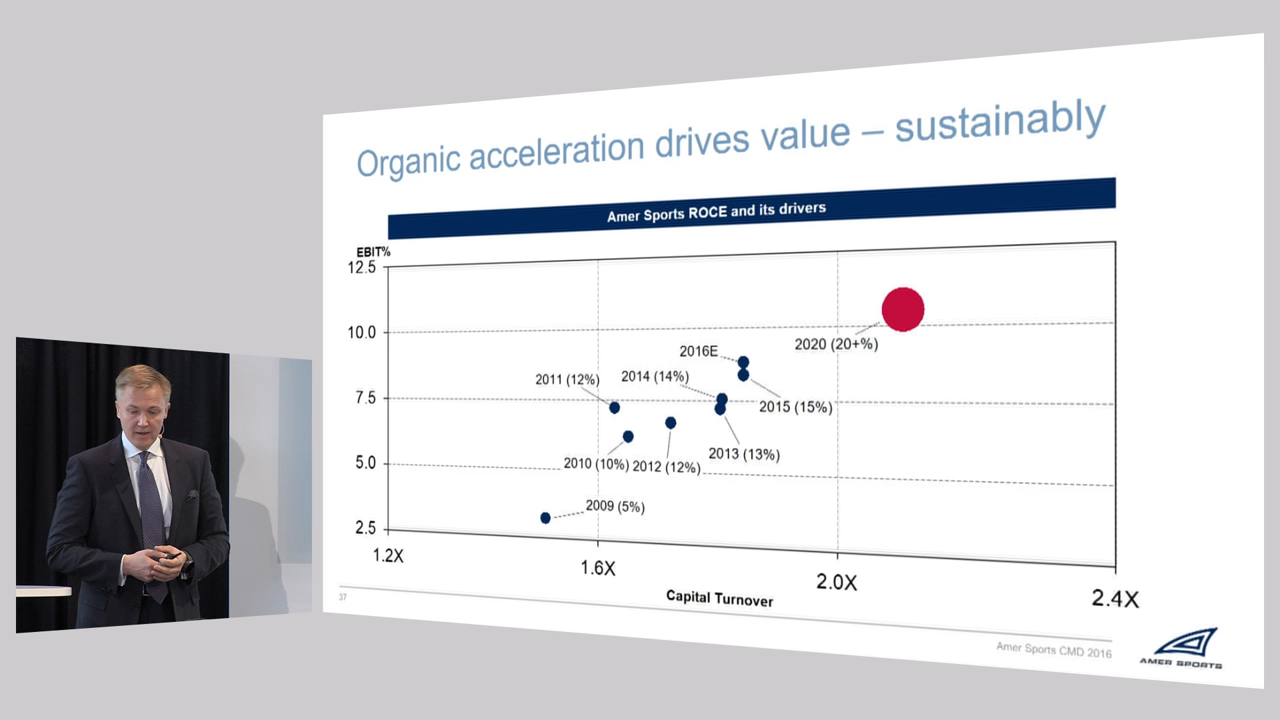 Organic acceleration drives value – sustainably
Amer Sports ROCE and its drivers
EBIT%
12.5
10.0
7.5
5.0
2.5
2020 (20+%)
2016E
2011 (12%)
2014 (14%)
2015 (15%)
2013 (13%)
2010 (10%)
2012 (12%)
2009 (5%)
1.2X
1.6X
2.0X
2.4X
Capital Turnover
37
Amer Sports CMD 2016
AMER SPORTS